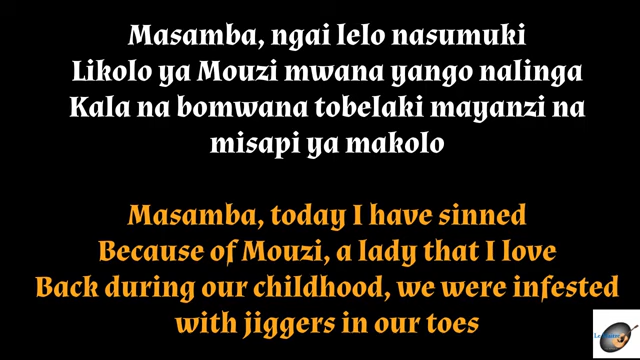 Masamba, ngai lelo nasumuki
Likolo ya Mouzi mwana yango nalinga
Kala na bomwana tobelaki mayanzi na
misapi ya makolo
Masamba, today I have sinned
Because of Mouzi, a lady that I love
Back during our childhood, we were infested
with jiggers in our toes